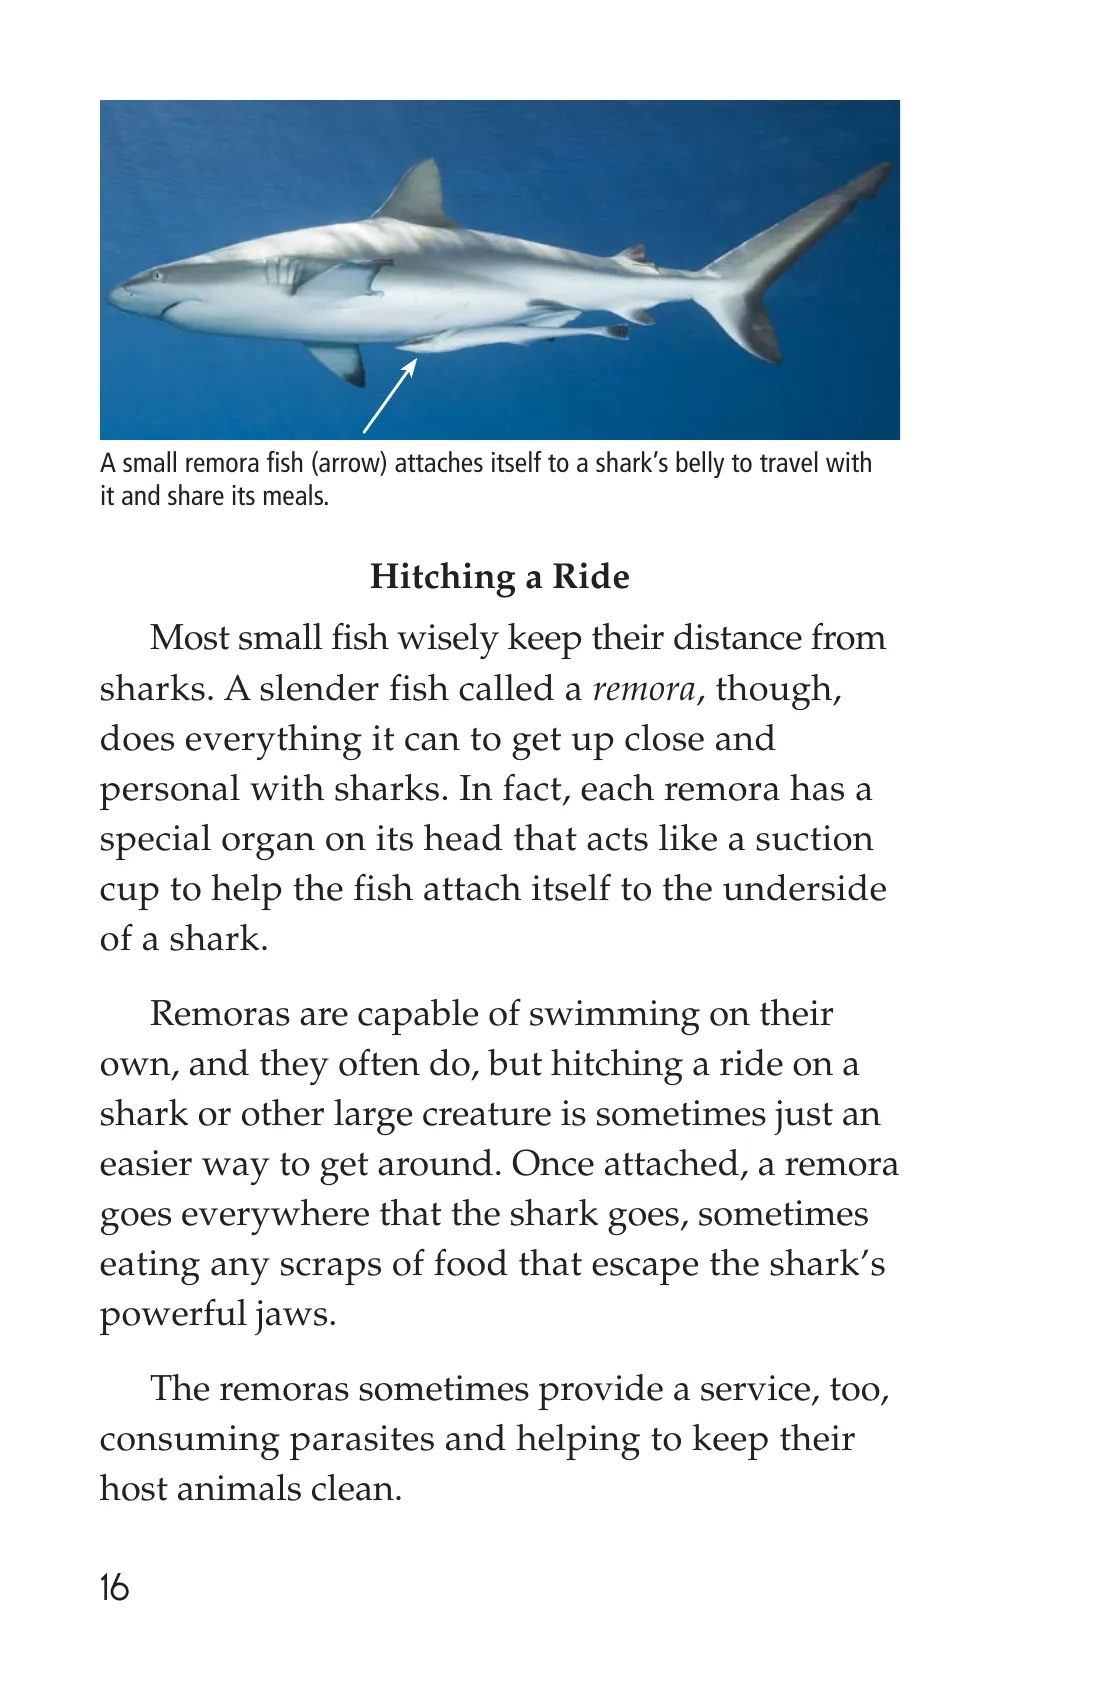 A small remora fish (arrow) attaches itself to a shark’s belly to travel with
it and share its meals.
Hitching a Ride
Most small fish wisely keep their distance from
sharks. A slender fish called a remora, though,
does everything it can to get up close and
personal with sharks. In fact, each remora has a
special organ on its head that acts like a suction
cup to help the fish attach itself to the underside
of a shark.
Remoras are capable of swimming on their
own, and they often do, but hitching a ride on a
shark or other large creature is sometimes just an
easier way to get around. Once attached, a remora
goes everywhere that the shark goes, sometimes
eating any scraps of food that escape the shark’s
powerful jaws.
The remoras sometimes provide a service, too,
consuming parasites and helping to keep their
host animals clean.
16